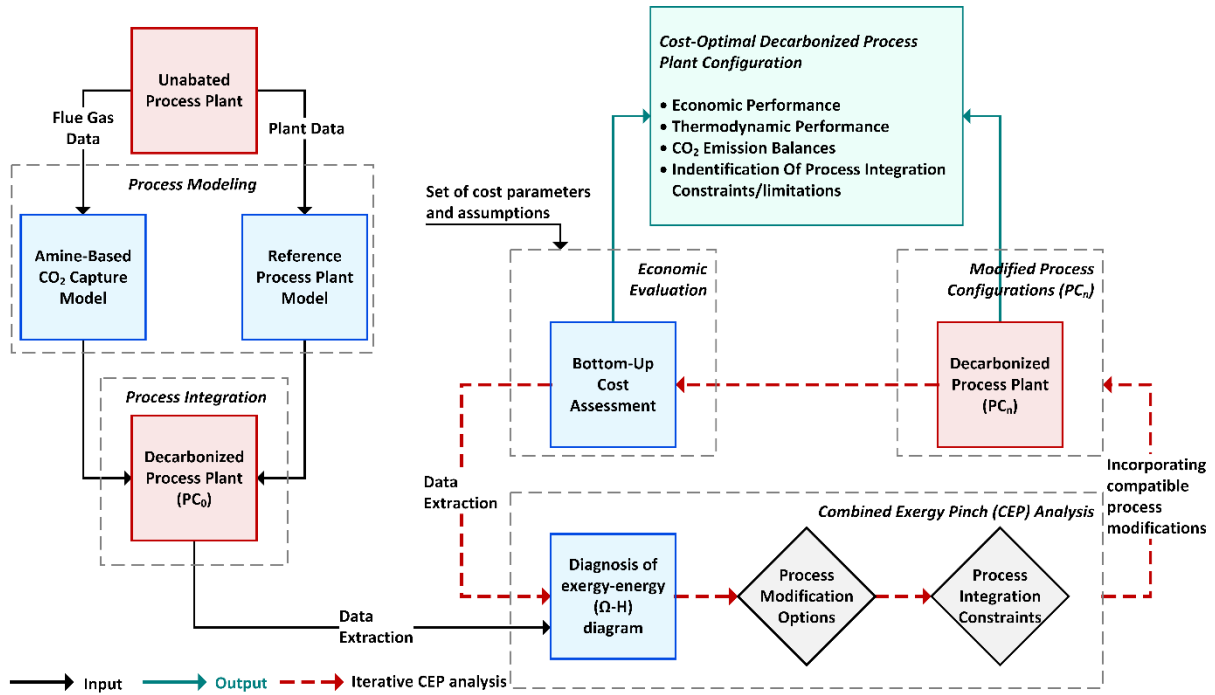 Unabated
Process Plant
Flue Gas
Data
Plant Data
Process Modeling
Amine-Based
CO₂ Capture
Model
Reference
Process Plant
Model
Process Integration
Decarbonized
Process Plant
(PC₀)
Data
Extraction
Cost-Optimal Decarbonized Process
Plant Configuration
• Economic Performance
• Thermodynamic Performance
• CO₂ Emission Balances
• Indentification Of Process Integration
Constraints/limitations
Set of cost parameters
and assumptions
Economic
Evaluation
Bottom-Up
Cost
Assessment
Modified Process
Configurations (PCₙ)
Decarbonized
Process Plant
(PCₙ)
Data
Extraction
Incorporating
compatible
process
modifications
Combined Exergy Pinch (CEP) Analysis
Diagnosis of
exergy-energy
(Ω-H)
diagram
Process
Modification
Options
Process
Integration
Constraints
Input
Output
Iterative CEP analysis